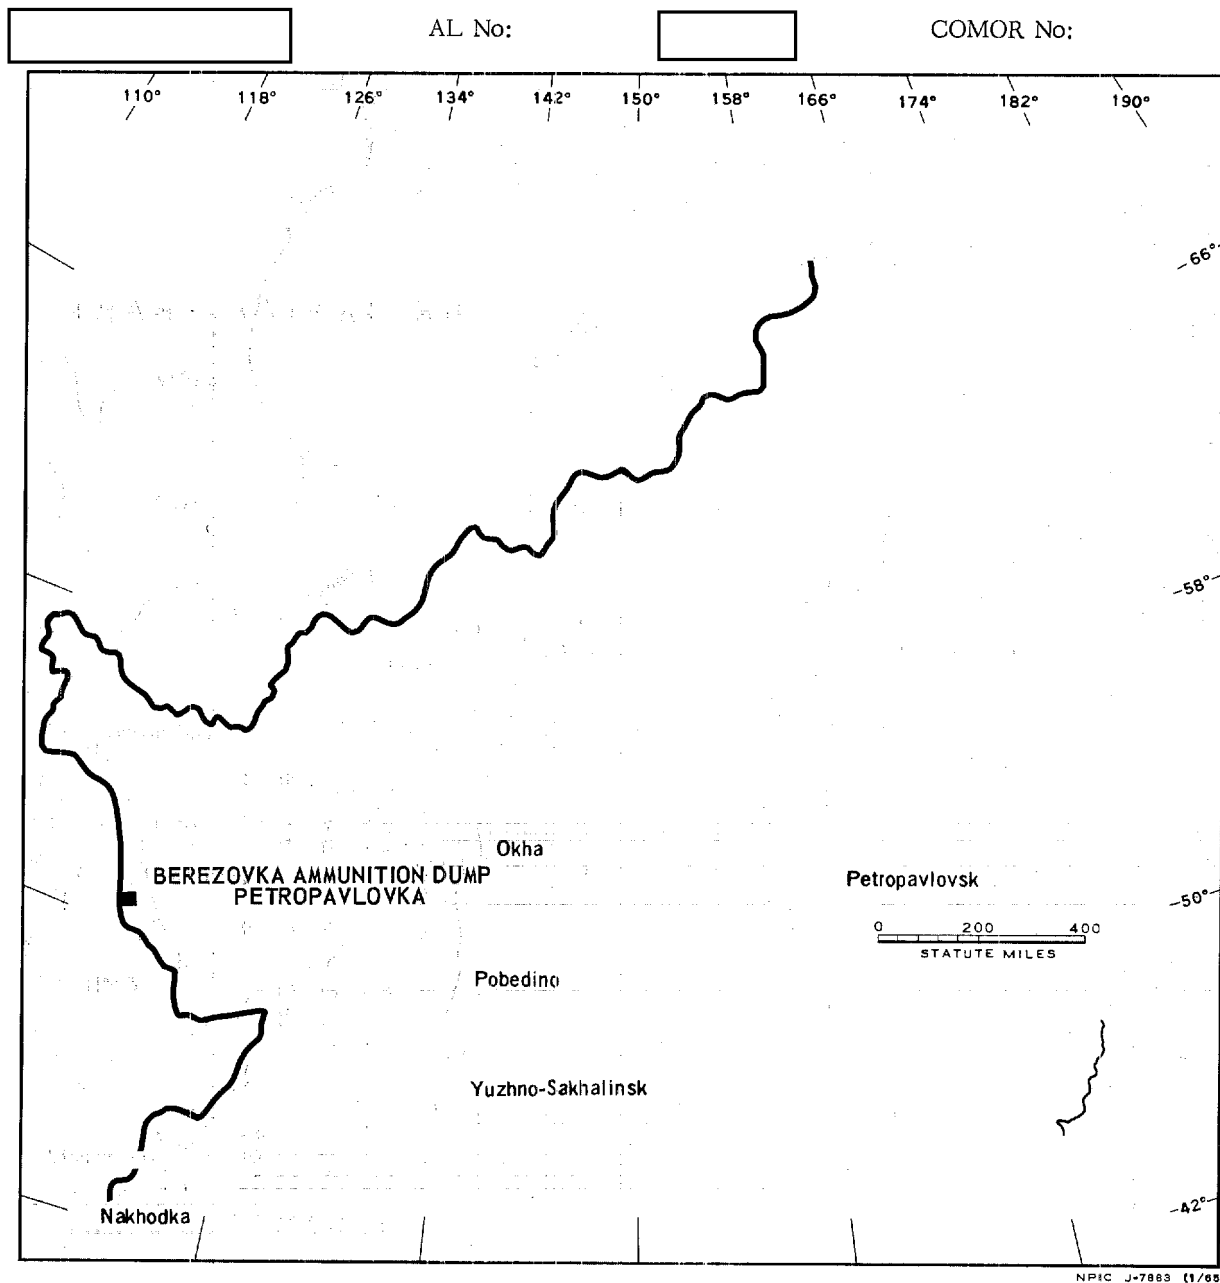 AL No:
COMOR No:
110° 118° 126° 134° 142° 150° 158° 166° 174° 182° 190°
66°
58°
Okha
BEREZOVKA AMMUNITION DUMP
PETROPAVLOVKA
Petropavlovsk
50°
0 200 400
STATUTE MILES
Pobedino
Yuzhno-Sakhalinsk
42°
Nakhodka
NPIC J-7863